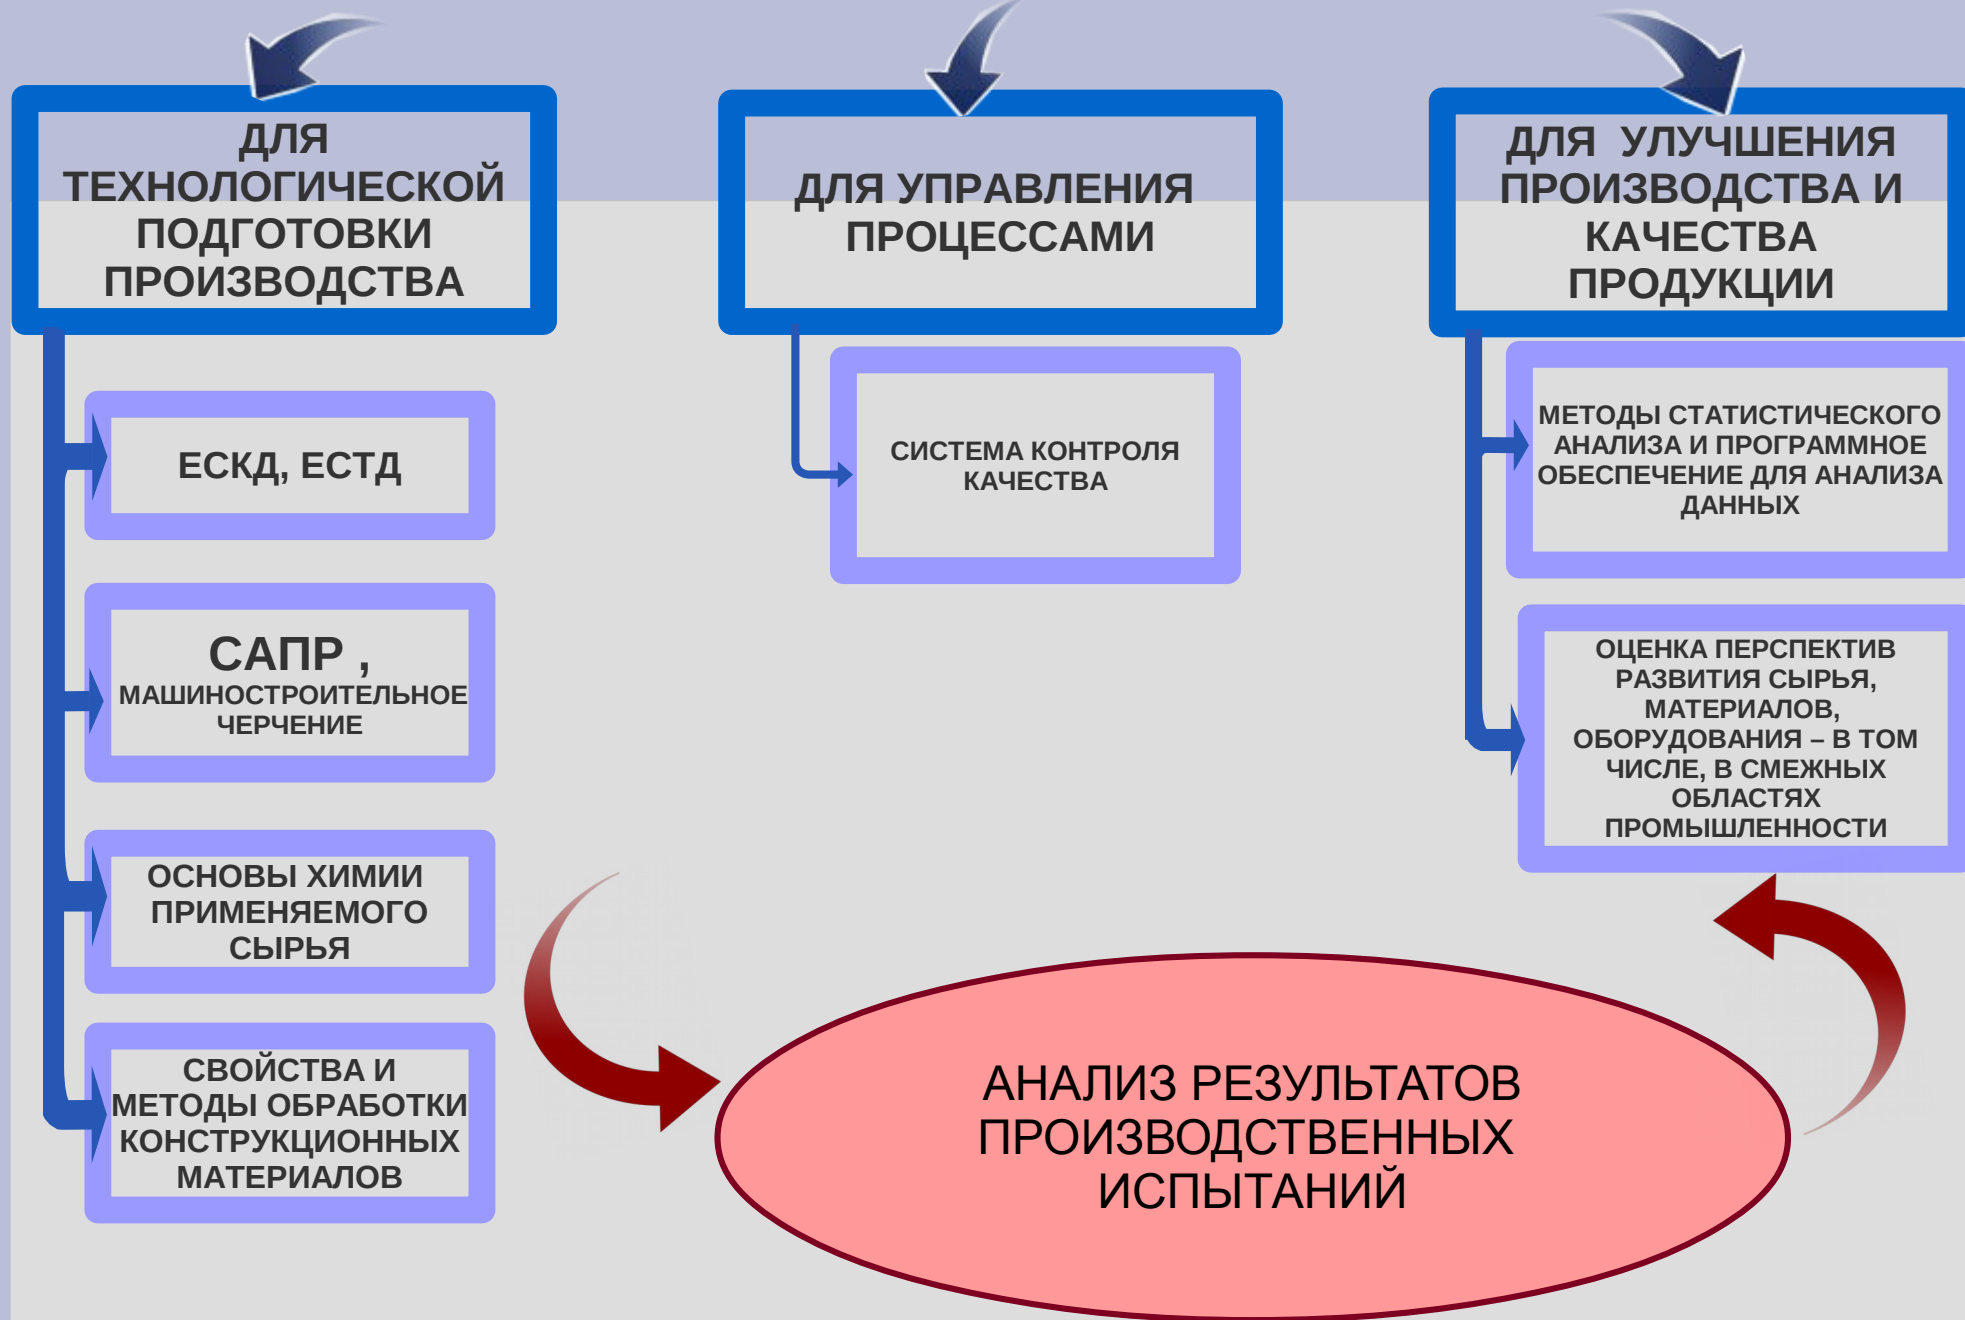 ДЛЯ
ТЕХНОЛОГИЧЕСКОЙ
ПОДГОТОВКИ
ПРОИЗВОДСТВА
ЕСКД, ЕСТД
САПР ,
МАШИНОСТРОИТЕЛЬНОЕ
ЧЕРЧЕНИЕ
ОСНОВЫ ХИМИИ
ПРИМЕНЯЕМОГО
СЫРЬЯ
СВОЙСТВА И
МЕТОДЫ ОБРАБОТКИ
КОНСТРУКЦИОННЫХ
МАТЕРИАЛОВ
ДЛЯ УПРАВЛЕНИЯ
ПРОЦЕССАМИ
СИСТЕМА КОНТРОЛЯ
КАЧЕСТВА
ДЛЯ УЛУЧШЕНИЯ
ПРОИЗВОДСТВА И
КАЧЕСТВА
ПРОДУКЦИИ
МЕТОДЫ СТАТИСТИЧЕСКОГО
АНАЛИЗА И ПРОГРАММНОЕ
ОБЕСПЕЧЕНИЕ ДЛЯ АНАЛИЗА
ДАННЫХ
ОЦЕНКА ПЕРСПЕКТИВ
РАЗВИТИЯ СЫРЬЯ,
МАТЕРИАЛОВ,
ОБОРУДОВАНИЯ – В ТОМ
ЧИСЛЕ, В СМЕЖНЫХ
ОБЛАСТЯХ
ПРОМЫШЛЕННОСТИ
АНАЛИЗ РЕЗУЛЬТАТОВ
ПРОИЗВОДСТВЕННЫХ
ИСПЫТАНИЙ